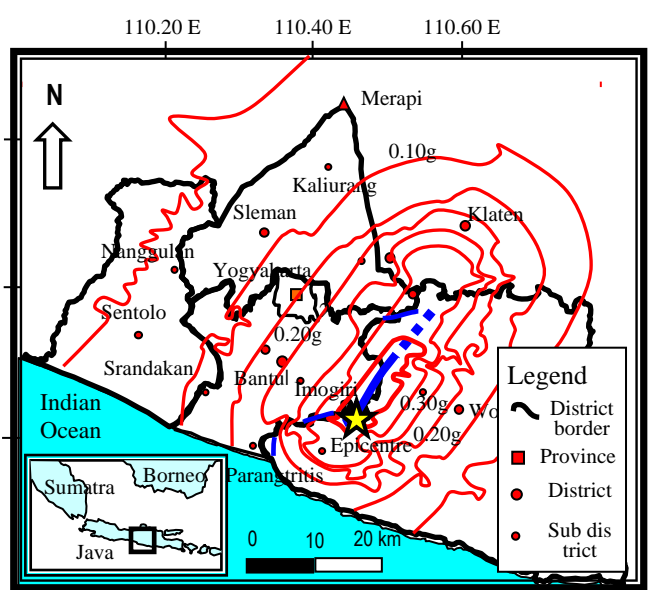 110.20 E
110.40 E
110.60 E
N
Merapi
0.10g
Kaliurang
Klaten
Sleman
Nanggulan
Yogyakarta
Sentolo
0.20g
Srandakan
Bantul
Imogiri
Legend
Indian
Ocean
0.30g
Wo
District
border
0.20g
Epicentre
Province
Parangtritis
District
Sumatra
Borneo
Java
Sub dis
trict
0
10
20 km